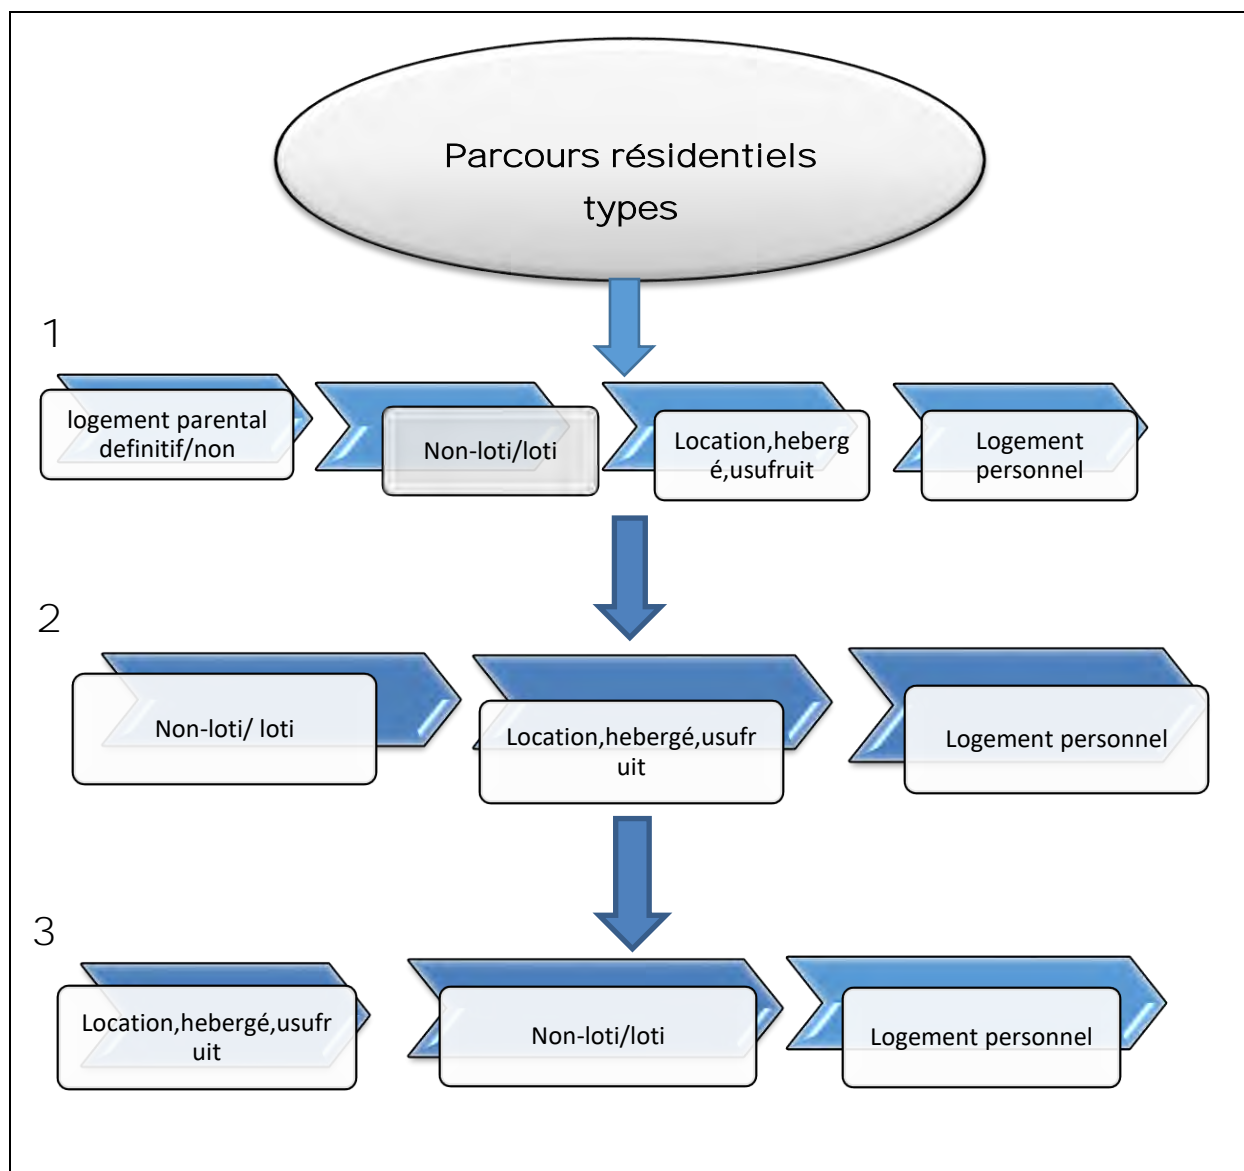 Parcours résidentiels
types
1
logement parental
definitif/non
Non-loti/loti
Location,heberg
é,usufruit
Logement
personnel
2
Non-loti/ loti
Location,hebergé,usufr
uit
Logement personnel
3
Location,hebergé,usufr
uit
Non-loti/loti
Logement personnel